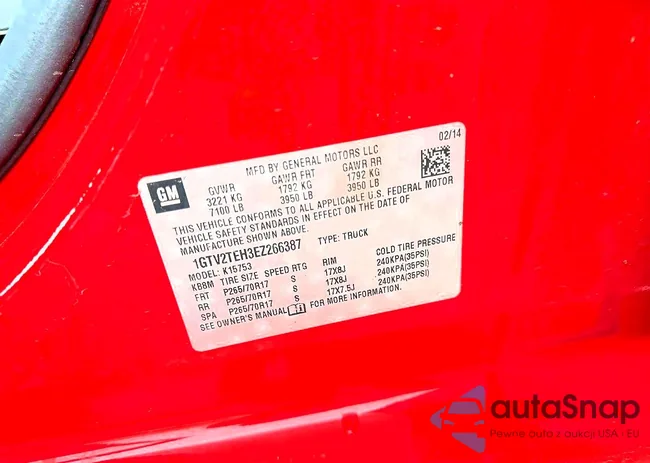 02/14
MFD BY GENERAL MOTORS LLC
GM
GVWR GAWR FRT GAWR RR
3221 KG 1792 KG 1792 KG
7100 LB 3950 LB 3950 LB
THIS VEHICLE CONFORMS TO ALL APPLICABLE U.S. FEDERAL MOTOR
VEHICLE SAFETY STANDARDS IN EFFECT ON THE DATE OF
MANUFACTURE SHOWN ABOVE.
1GTV2TEH3EZ266387 TYPE: TRUCK
MODEL: K15753
KB8M TIRE SIZE SPEED RTG RIM COLD TIRE PRESSURE
FRT P265/70R17 S 17X8J 240KPA(35PSI)
RR P265/70R17 S 17X8J 240KPA(35PSI)
SPA P265/70R17 S 17X7.5J 240KPA(35PSI)
SEE OWNER'S MANUAL FOR MORE INFORMATION.
autaSnap
Pewne auta z aukcji USA - EU